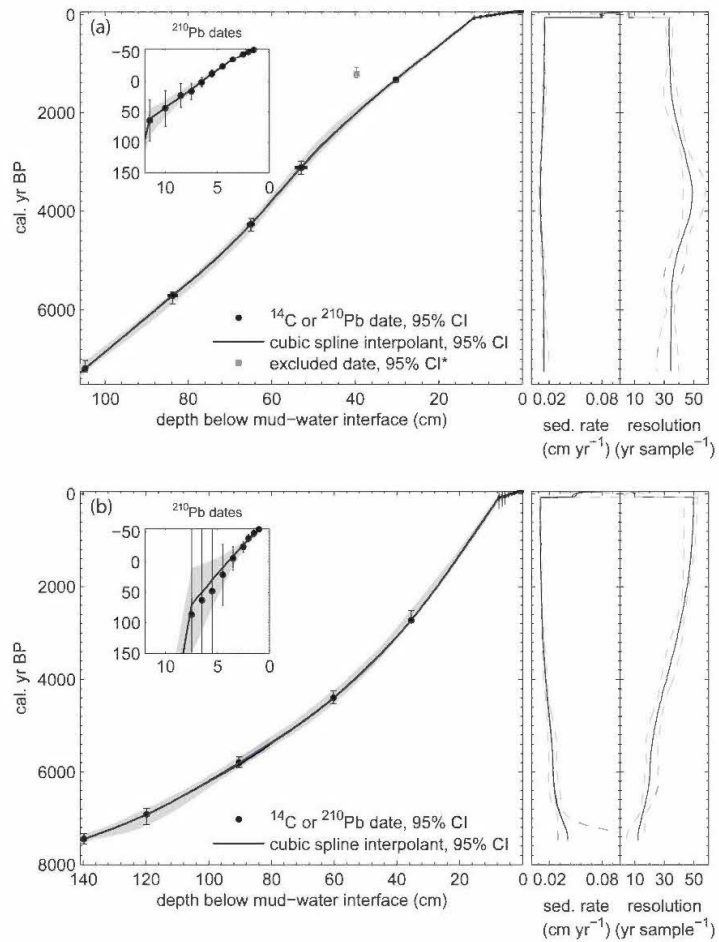 (a)
²¹⁰Pb dates
−50
0
50
100
150
10 5 0
0
2000
4000
6000
cal. yr BP
¹⁴C or ²¹⁰Pb date, 95% CI
cubic spline interpolant, 95% CI
excluded date, 95% CI*
100 80 60 40 20 0
depth below mud−water interface (cm)
0.02 0.08 10 30 50
sed. rate resolution
(cm yr⁻¹) (yr sample⁻¹)
(b)
²¹⁰Pb dates
−50
0
50
100
150
10 5 0
0
2000
4000
6000
8000
cal. yr BP
¹⁴C or ²¹⁰Pb date, 95% CI
cubic spline interpolant, 95% CI
140 120 100 80 60 40 20 0
depth below mud−water interface (cm)
0.02 0.08 10 30 50
sed. rate resolution
(cm yr⁻¹) (yr sample⁻¹)